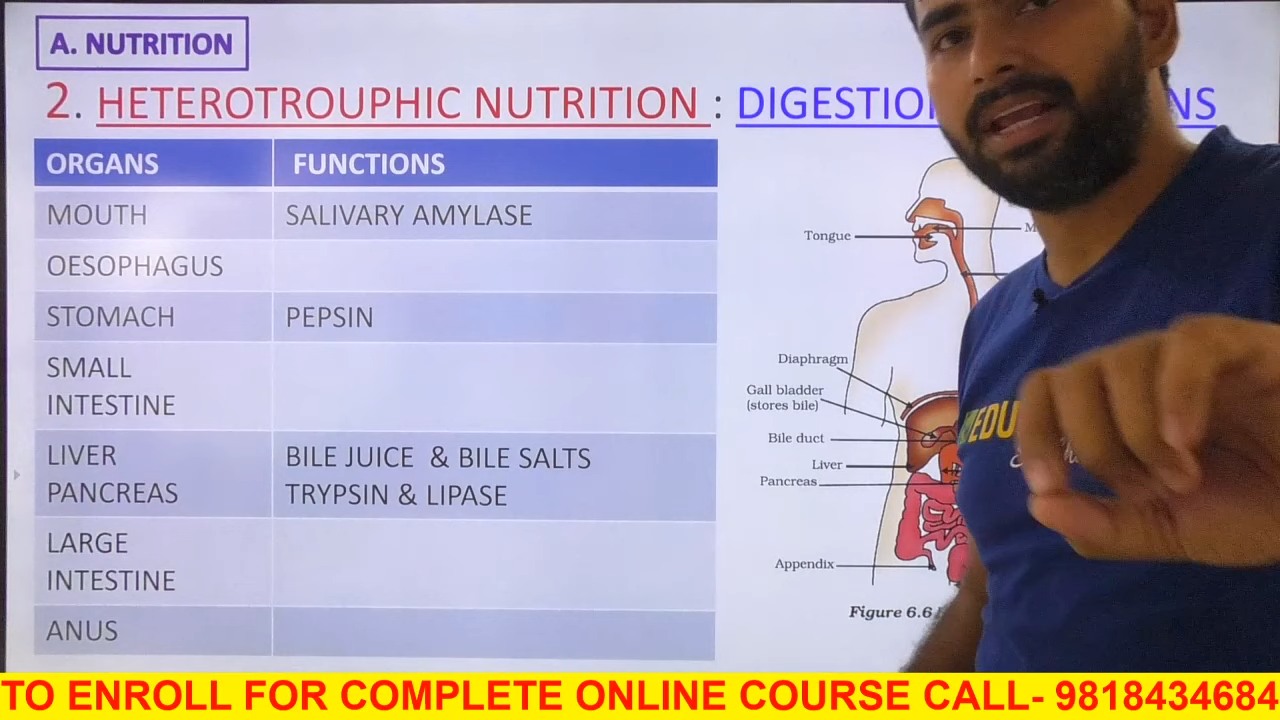 A. NUTRITION
2. HETEROTROUPHIC NUTRITION :
ORGANS FUNCTIONS
MOUTH SALIVARY AMYLASE
OESOPHAGUS
STOMACH PEPSIN
SMALL
INTESTINE
LIVER BILE JUICE & BILE SALTS
PANCREAS TRYPSIN & LIPASE
LARGE
INTESTINE
ANUS
Tongue
Diaphragm
Gall bladder
(stores bile)
Bile duct
Liver
Pancreas
Appendix
Figure 6.6
TO ENROLL FOR COMPLETE ONLINE COURSE CALL- 9818434684